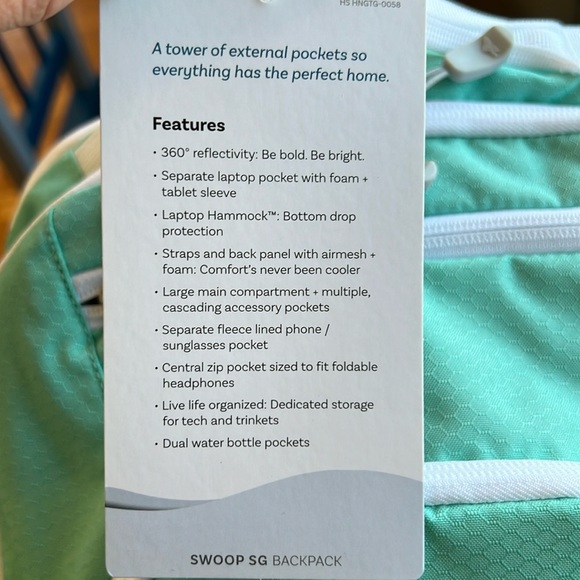 HS HNGTG-0058
A tower of external pockets so
everything has the perfect home.
Features
• 360° reflectivity: Be bold. Be bright.
• Separate laptop pocket with foam +
tablet sleeve
• Laptop Hammock™: Bottom drop
protection
• Straps and back panel with airmesh +
foam: Comfort's never been cooler
• Large main compartment + multiple,
cascading accessory pockets
• Separate fleece lined phone /
sunglasses pocket
• Central zip pocket sized to fit foldable
headphones
• Live life organized: Dedicated storage
for tech and trinkets
• Dual water bottle pockets
SWOOP SG BACKPACK